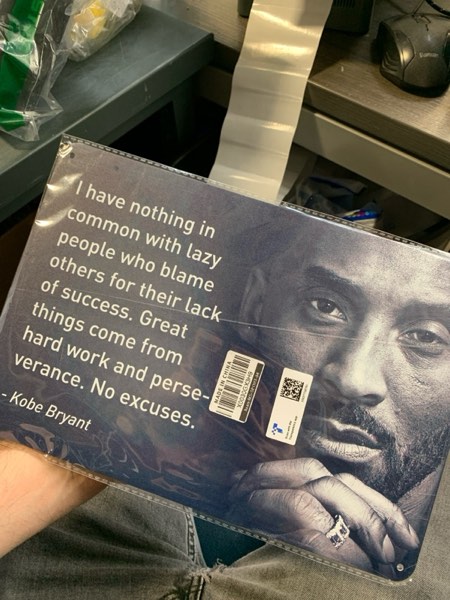 I have nothing in
common with lazy
people who blame
others for their lack
of success. Great
things come from
hard work and perse-
verance. No excuses.
- Kobe Bryant
MADE IN CHINA